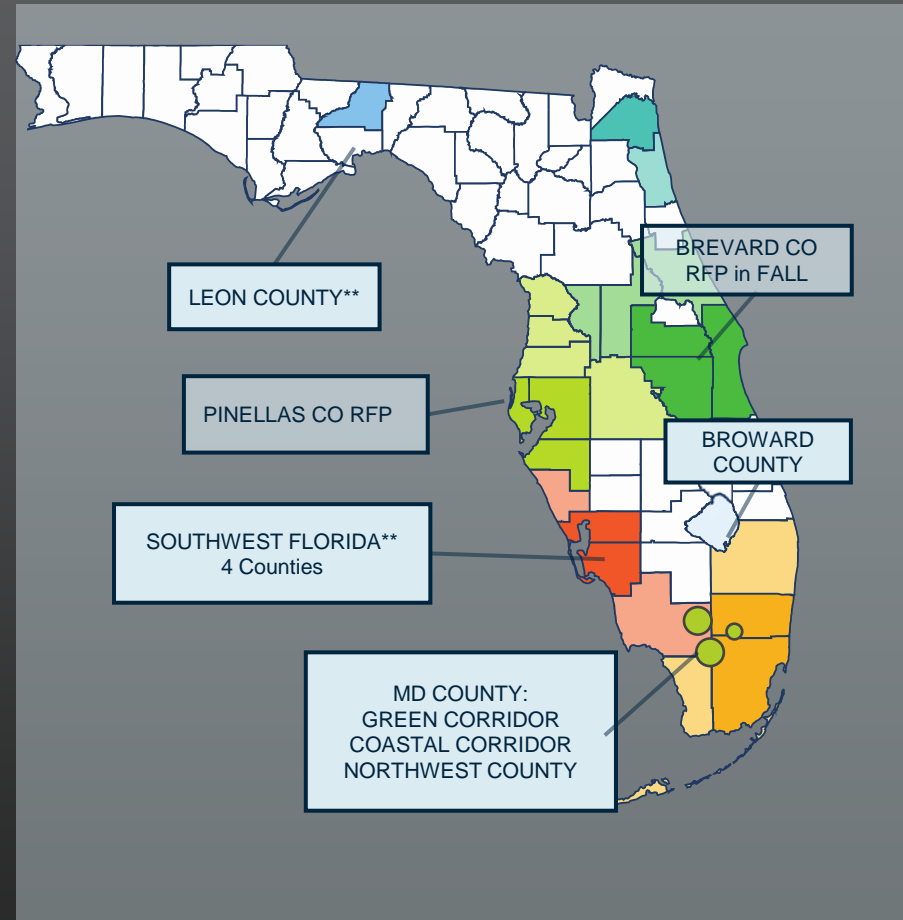 BREVARD CO
RFP in FALL
LEON COUNTY**
PINELLAS CO RFP
BROWARD
COUNTY
SOUTHWEST FLORIDA**
4 Counties
MD COUNTY:
GREEN CORRIDOR
COASTAL CORRIDOR
NORTHWEST COUNTY